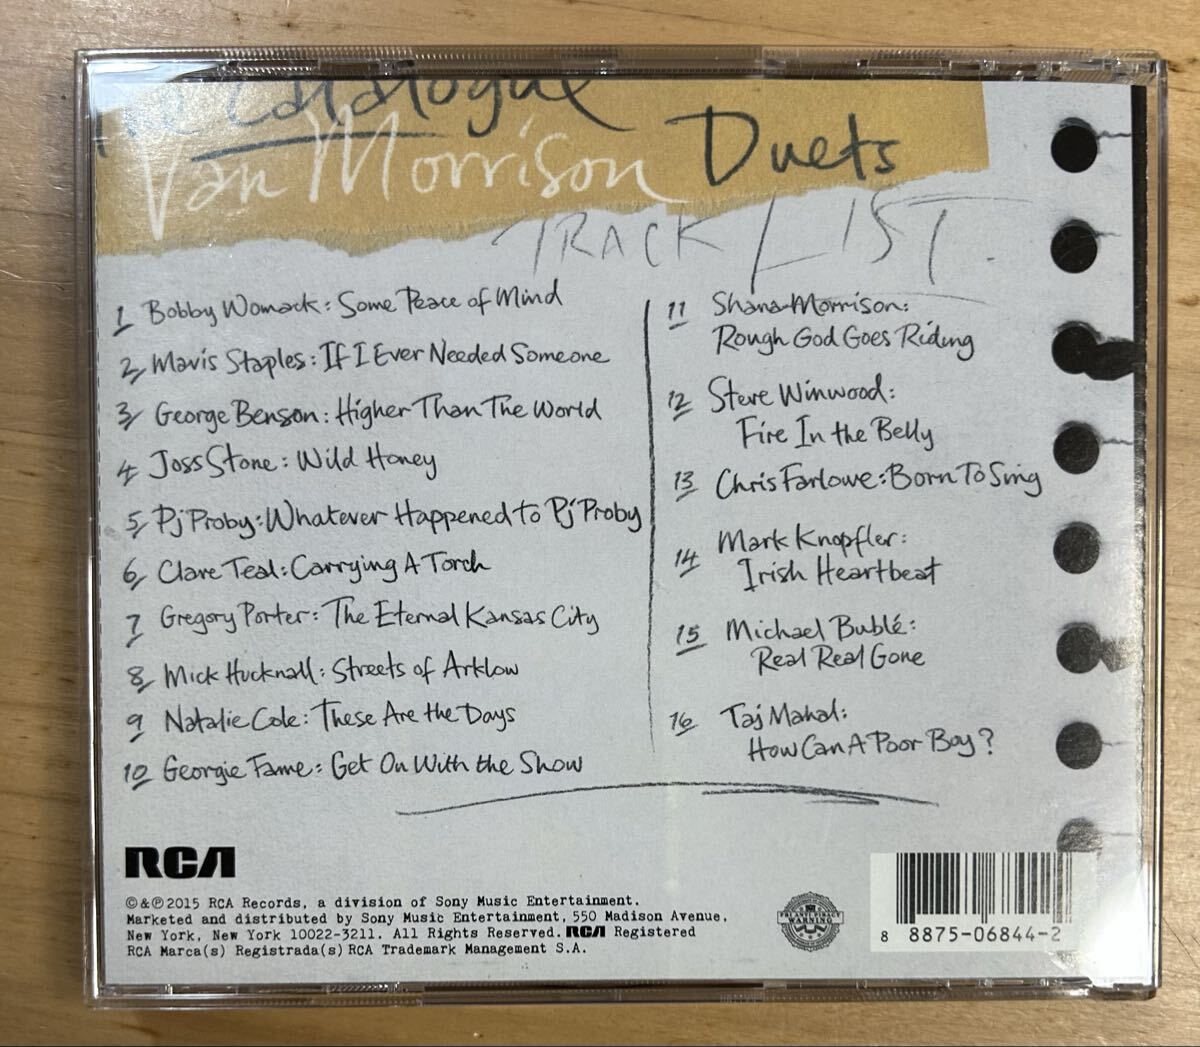 Catalogue
Van Morrison Duets
TRACK LIST.
1 Bobby Womack: Some Peace of Mind
2 Mavis Staples: If I Ever Needed Someone
3 George Benson: Higher Than The World
4 Joss Stone: Wild Honey
5 Pj Proby: Whatever Happened to Pj Proby
6 Clare Teal: Carrying A Torch
7 Gregory Porter: The Eternal Kansas City
8 Mick Hucknall: Streets of Arklow
9 Natalie Cole: These Are the Days
10 Georgie Fame: Get On With the Show
11 Shana Morrison:
Rough God Goes Riding
12 Steve Winwood:
Fire In the Belly
13 Chris Farlowe: Born To Sing
14 Mark Knopfler:
Irish Heartbeat
15 Michael Bublé:
Real Real Gone
16 Taj Mahal:
How Can A Poor Boy?
RCA
©&℗2015 RCA Records, a division of Sony Music Entertainment.
Marketed and distributed by Sony Music Entertainment, 550 Madison Avenue,
New York, New York 10022-3211. All Rights Reserved. RCA Registered
RCA Marca(s) Registrada(s) RCA Trademark Management S.A.
FBI ANTI-PIRACY
WARNING
8 8875-06844-2